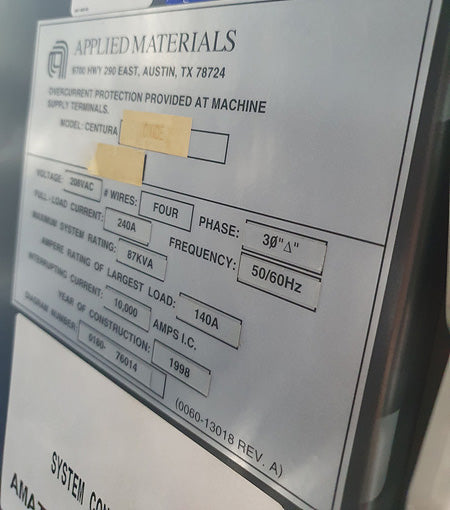 APPLIED MATERIALS
9700 HWY 290 EAST, AUSTIN, TX 78724
OVERCURRENT PROTECTION PROVIDED AT MACHINE
SUPPLY TERMINALS.
MODEL: CENTURA
VOLTAGE: 208VAC # WIRES: FOUR PHASE: 3Ø"Δ"
FULL-LOAD CURRENT: 240A FREQUENCY: 50/60Hz
MAXIMUM SYSTEM RATING: 87KVA
AMPERE RATING OF LARGEST LOAD: 140A
INTERRUPTING CURRENT: 10,000 AMPS I.C.
YEAR OF CONSTRUCTION: 1998
DIAGRAM NUMBER: 9180- 76014
(0060-13018 REV. A)
SYSTEM